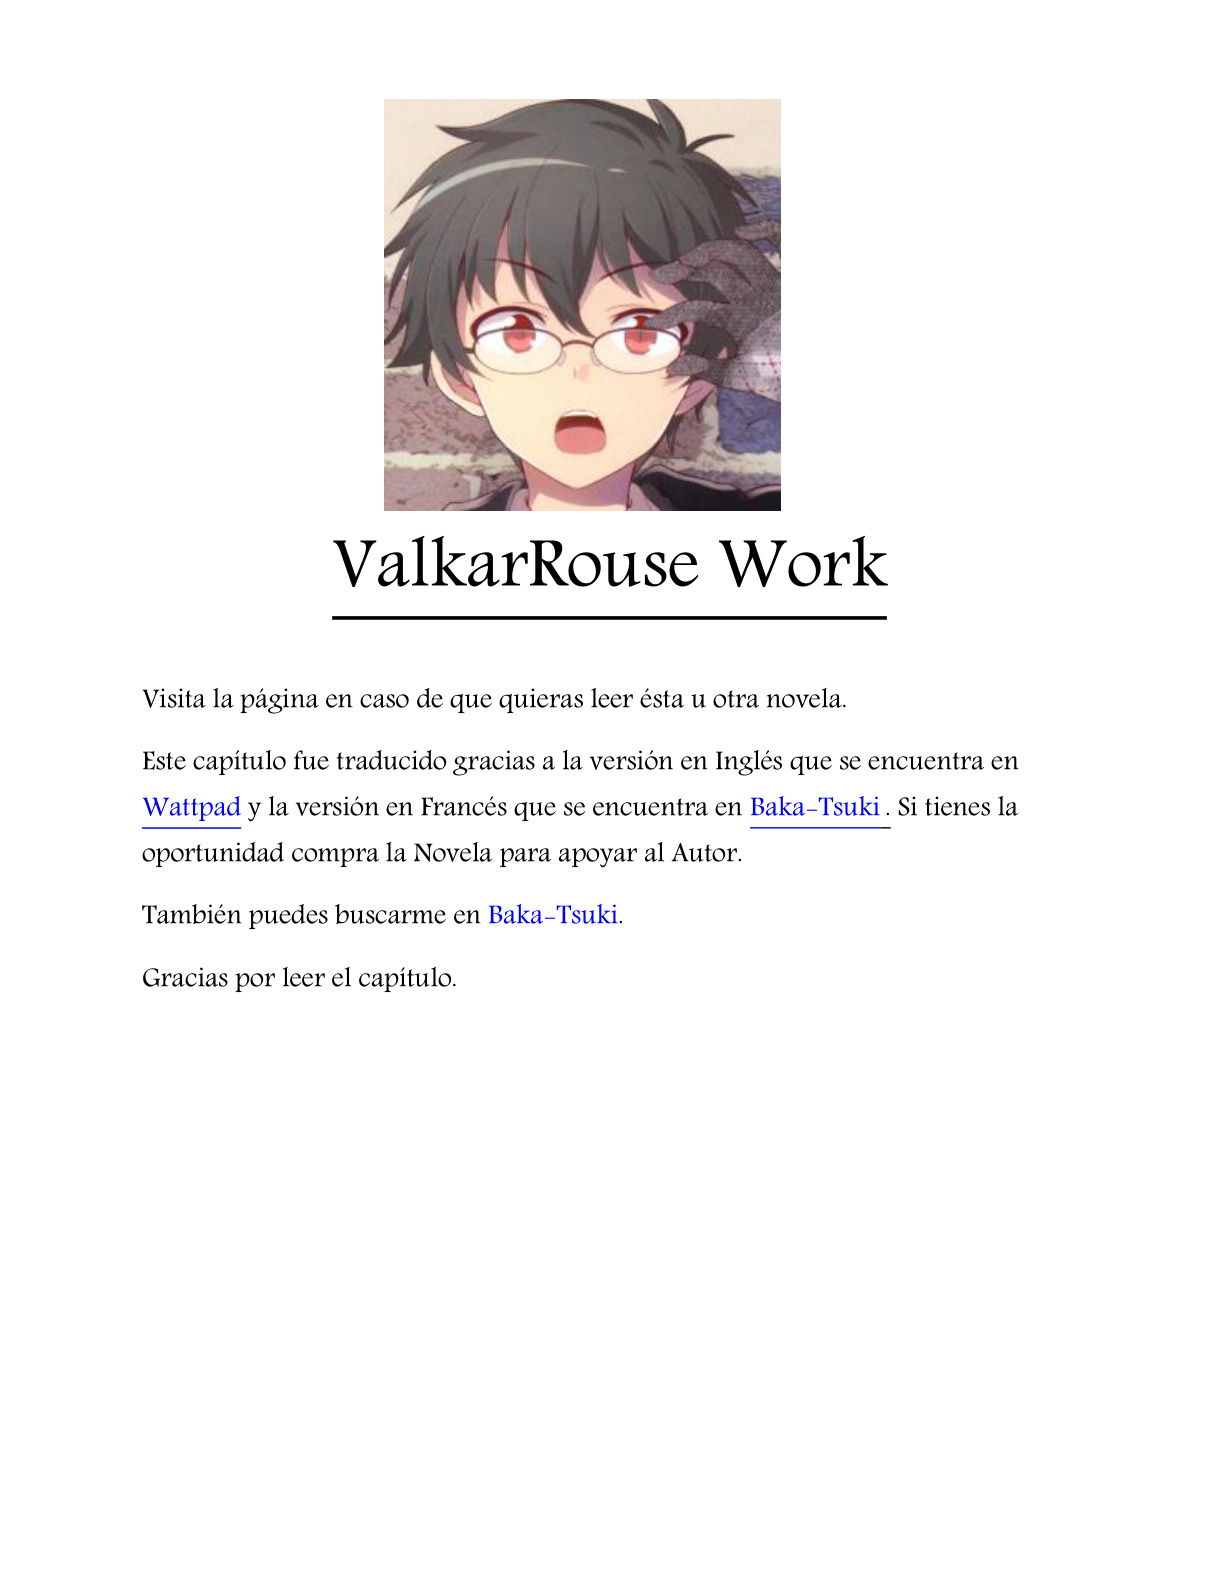 ValkarRouse Work
Visita la página en caso de que quieras leer ésta u otra novela.
Este capítulo fue traducido gracias a la versión en Inglés que se encuentra en
Wattpad y la versión en Francés que se encuentra en Baka-Tsuki . Si tienes la
oportunidad compra la Novela para apoyar al Autor.
También puedes buscarme en Baka-Tsuki.
Gracias por leer el capítulo.